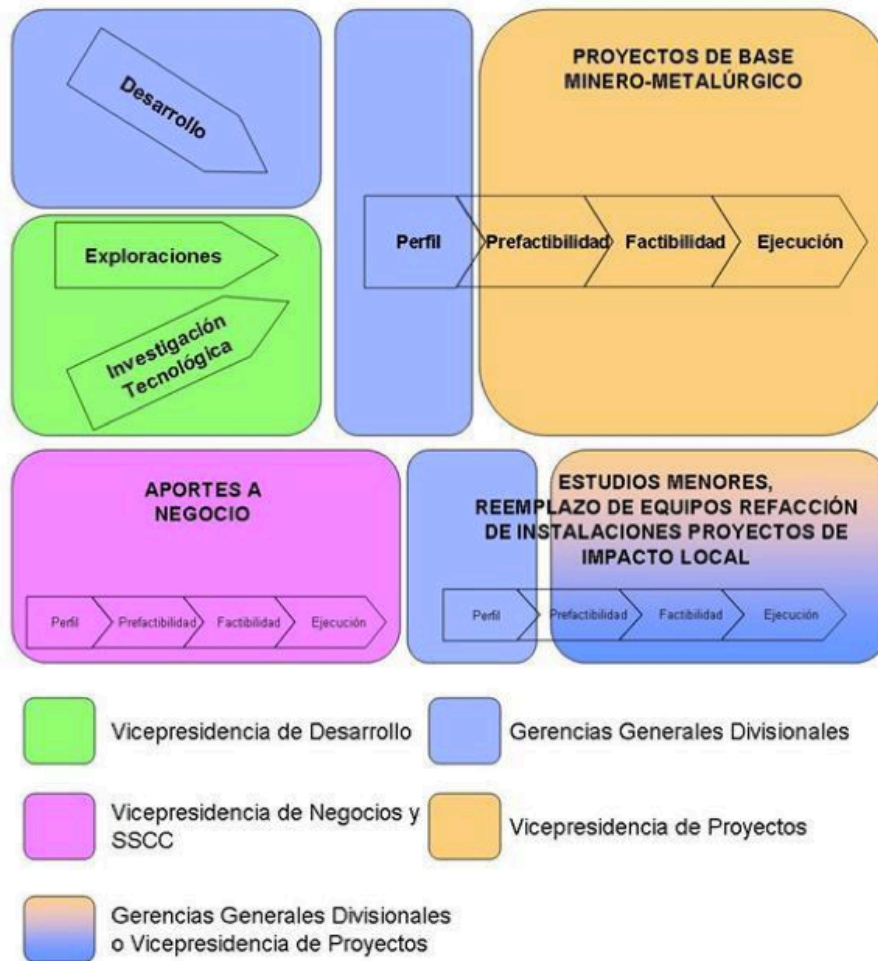 Desarrollo
Exploraciones
Investigación
Tecnológica
PROYECTOS DE BASE
MINERO-METALÚRGICO
Perfil
Prefactibilidad
Factibilidad
Ejecución
APORTES A
NEGOCIO
Perfil
Prefactibilidad
Factibilidad
Ejecución
ESTUDIOS MENORES,
REEMPLAZO DE EQUIPOS REFACCIÓN
DE INSTALACIONES PROYECTOS DE
IMPACTO LOCAL
Perfil
Prefactibilidad
Factibilidad
Ejecución
Vicepresidencia de Desarrollo
Gerencias Generales Divisionales
Vicepresidencia de Negocios y
SSCC
Vicepresidencia de Proyectos
Gerencias Generales Divisionales
o Vicepresidencia de Proyectos